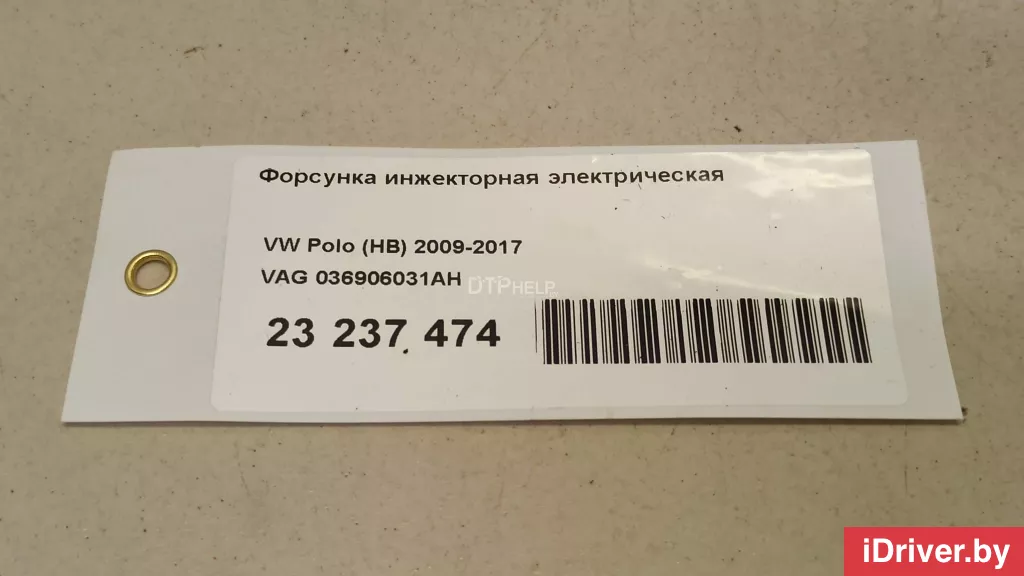 Форсунка инжекторная электрическая
VW Polo (HB) 2009-2017
VAG 036906031AH
DTPHELP
23 237 474
iDriver.by